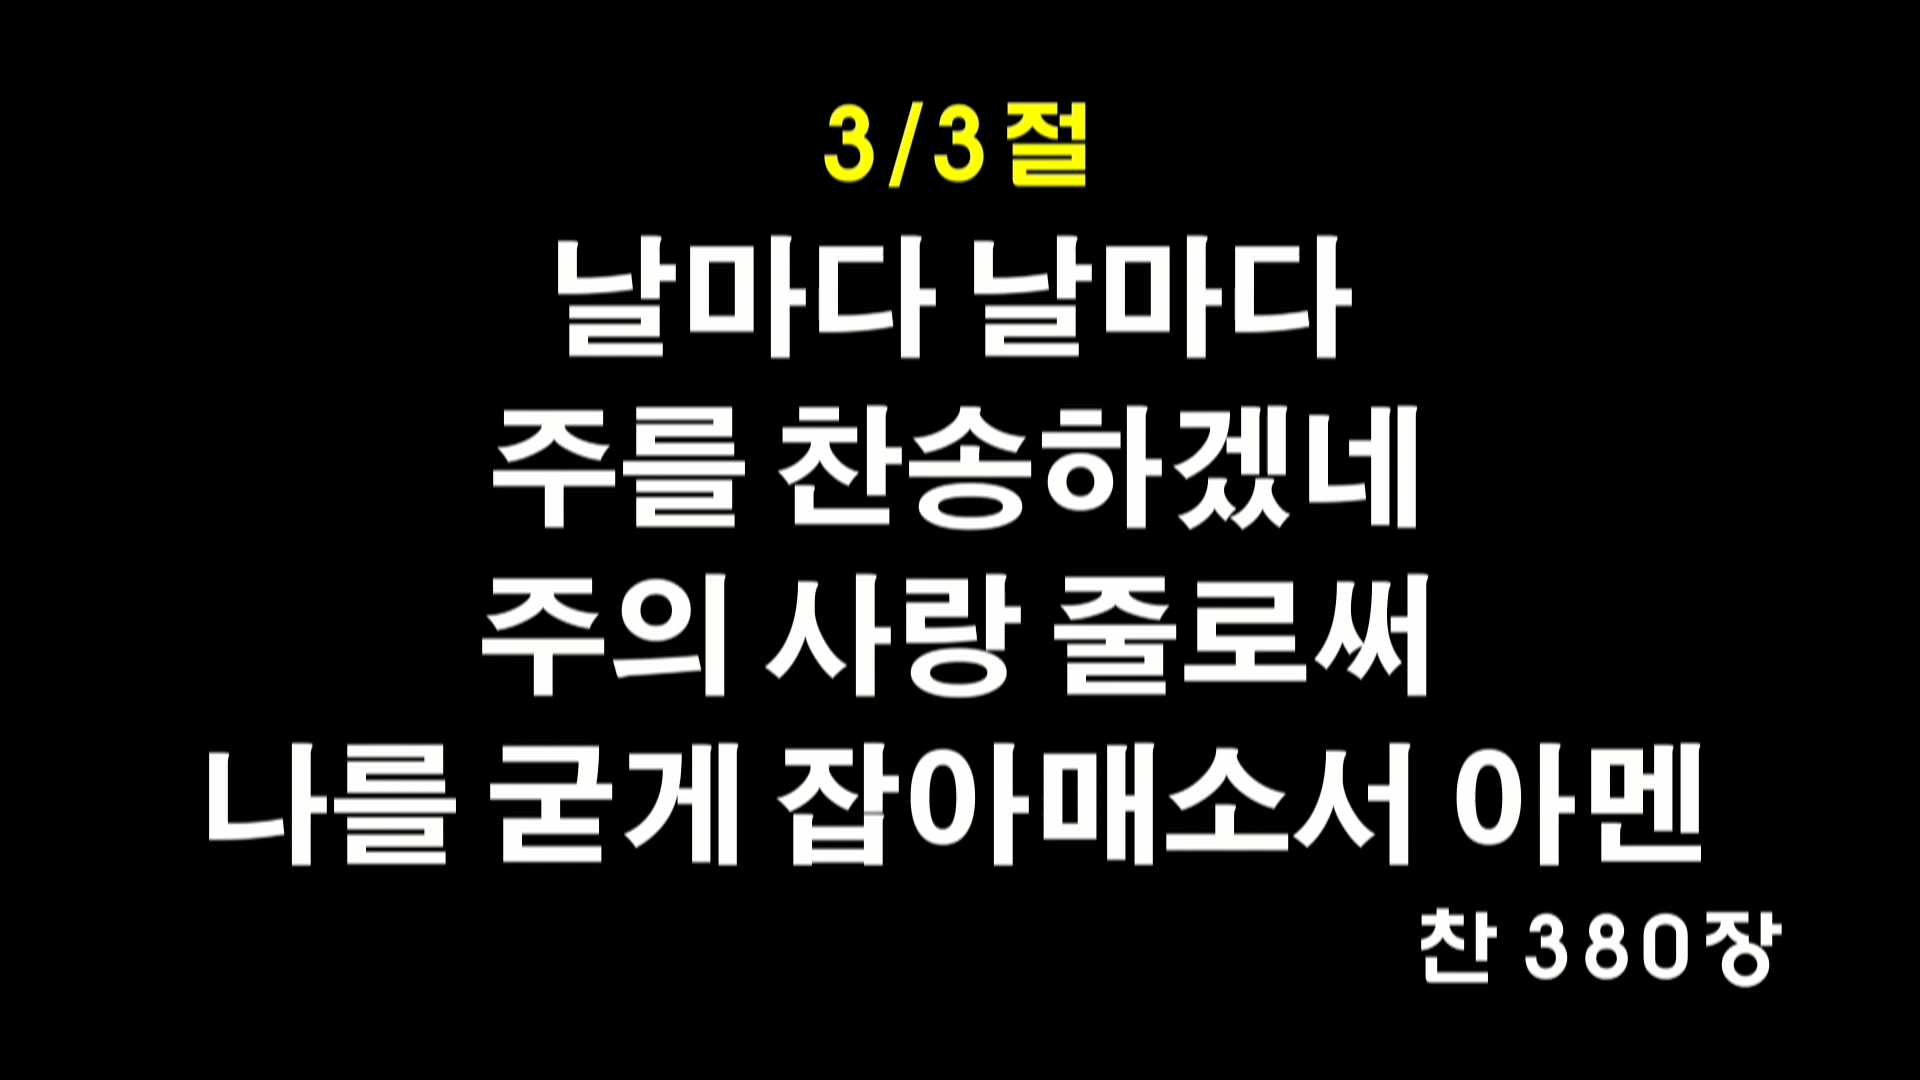 3/3절
날마다 날마다
주를 찬송하겠네
주의 사랑 줄로써
나를 굳게 잡아매소서 아멘
찬 380장